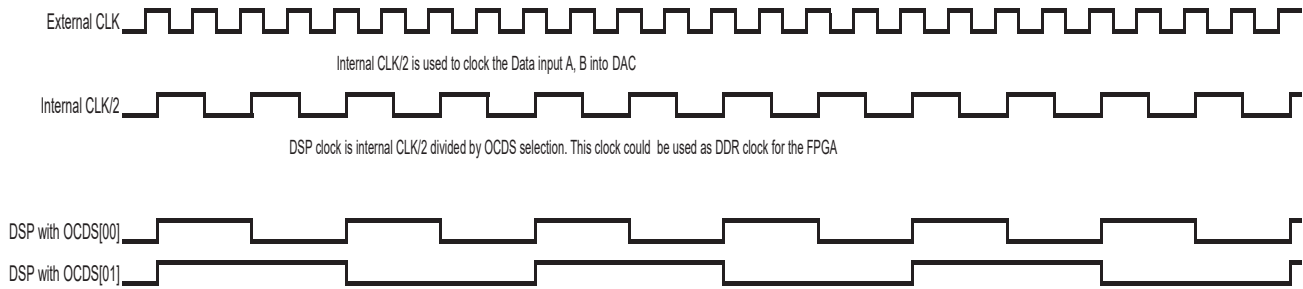 External CLK
Internal CLK/2 is used to clock the Data input A, B into DAC
Internal CLK/2
DSP clock is internal CLK/2 divided by OCDS selection. This clock could be used as DDR clock for the FPGA
DSP with OCDS[00]
DSP with OCDS[01]